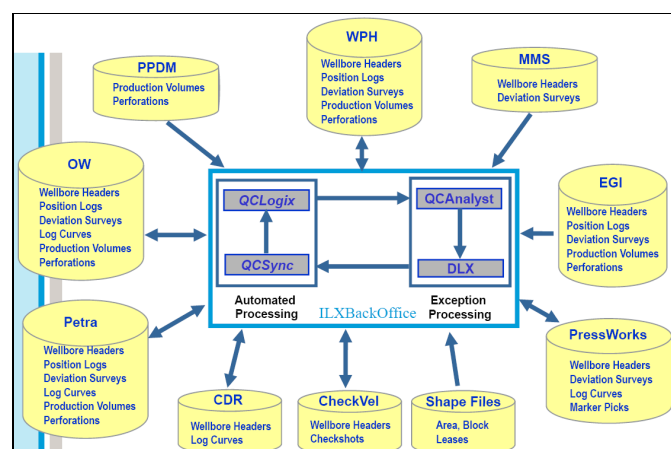 WPH
Wellbore Headers
Position Logs
Deviation Surveys
Production Volumes
Perforations
PPDM
Production Volumes
Perforations
MMS
Wellbore Headers
Deviation Surveys
OW
Wellbore Headers
Position Logs
Deviation Surveys
Log Curves
Production Volumes
Perforations
QCLogix
QCSync
Automated
Processing
QCAnalyst
DLX
Exception
Processing
ILXBackOffice
EGI
Wellbore Headers
Position Logs
Deviation Surveys
Production Volumes
Perforations
Petra
Wellbore Headers
Position Logs
Deviation Surveys
Log Curves
Production Volumes
Perforations
CDR
Wellbore Headers
Log Curves
CheckVel
Wellbore Headers
Checkshots
Shape Files
Area, Block
Leases
PressWorks
Wellbore Headers
Deviation Surveys
Log Curves
Marker Picks